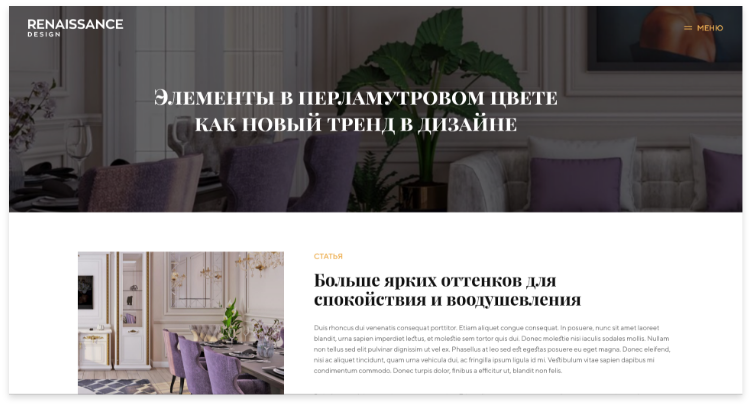 RENAISSANCE
DESIGN
МЕНЮ
ЭЛЕМЕНТЫ В ПЕРЛАМУТРОВОМ ЦВЕТЕ
КАК НОВЫЙ ТРЕНД В ДИЗАЙНЕ
СТАТЬЯ
Больше ярких оттенков для
спокойствия и воодушевления
Duis rhoncus dui venenatis consequat porttitor. Etiam aliquet congue consequat. In posuere, nunc sit amet laoreet
blandit, urna sapien imperdiet lectus, et molestie sem tortor quis dui. Donec molestie nisi iaculis sodales mollis. Nullam
non tellus sed elit pulvinar dignissim ut vel ex. Phasellus at leo sed est egestas posuere eu eget magna. Donec eleifend,
nisi ac aliquet tincidunt, quam urna vehicula dui, ac fringilla ipsum ligula id mi. Vestibulum vitae sapien dapibus mi
condimentum commodo. Donec turpis dolor, finibus a efficitur ut, blandit non felis.